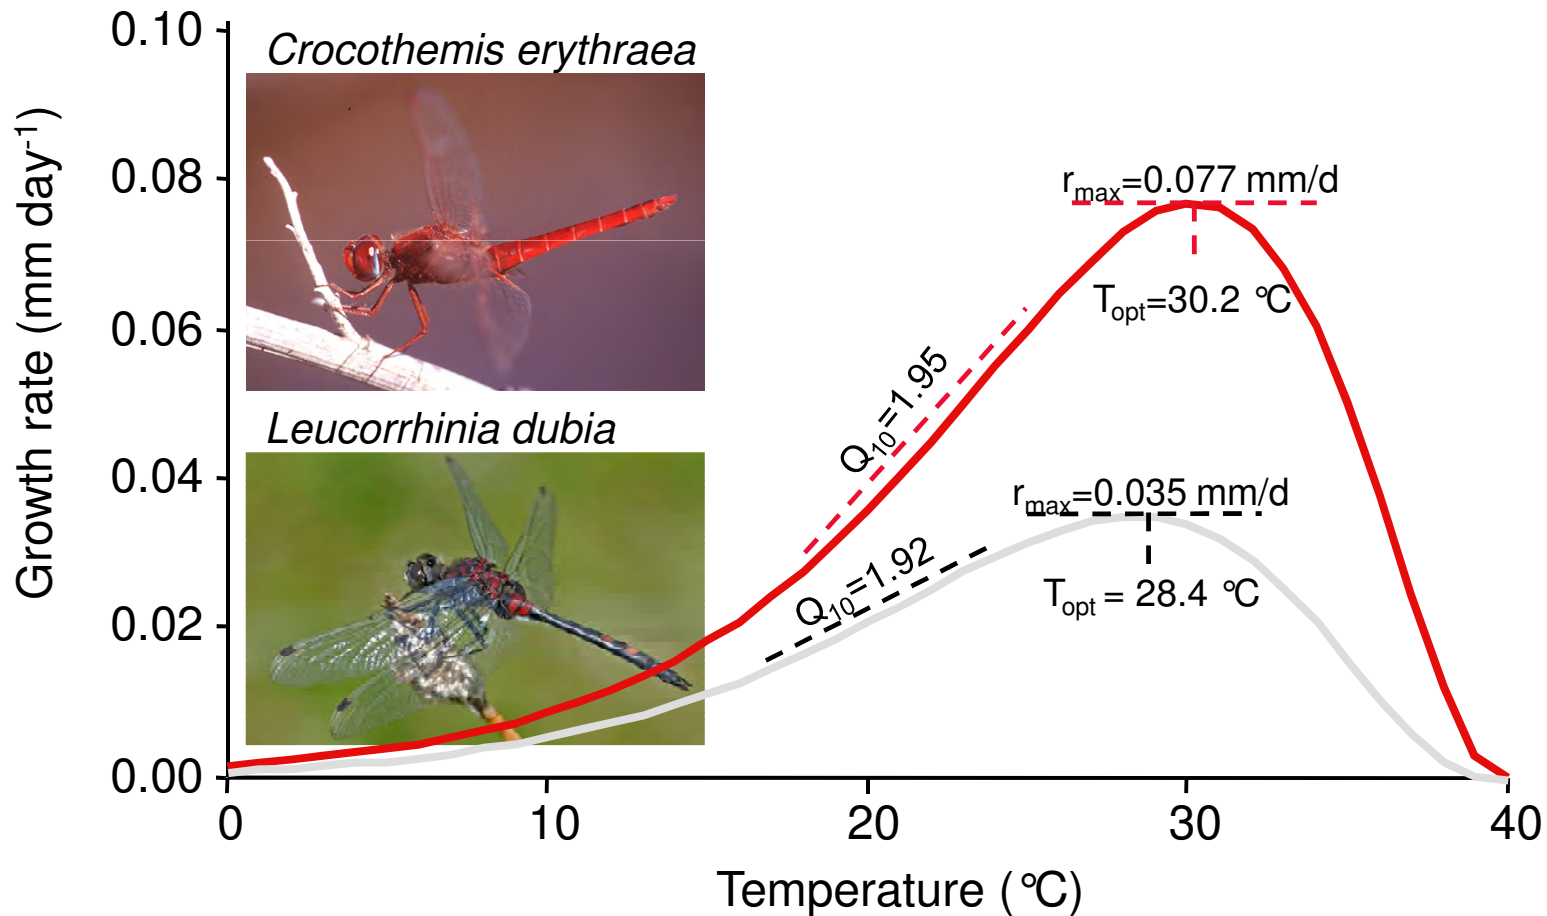 0.10
0.08
0.06
0.04
0.02
0.00
Growth rate (mm day-1)
Crocothemis erythraea
Leucorrhinia dubia
rmax=0.077 mm/d
Topt=30.2 °C
Q10=1.95
rmax=0.035 mm/d
Topt = 28.4 °C
Q10=1.92
0 10 20 30 40
Temperature (°C)